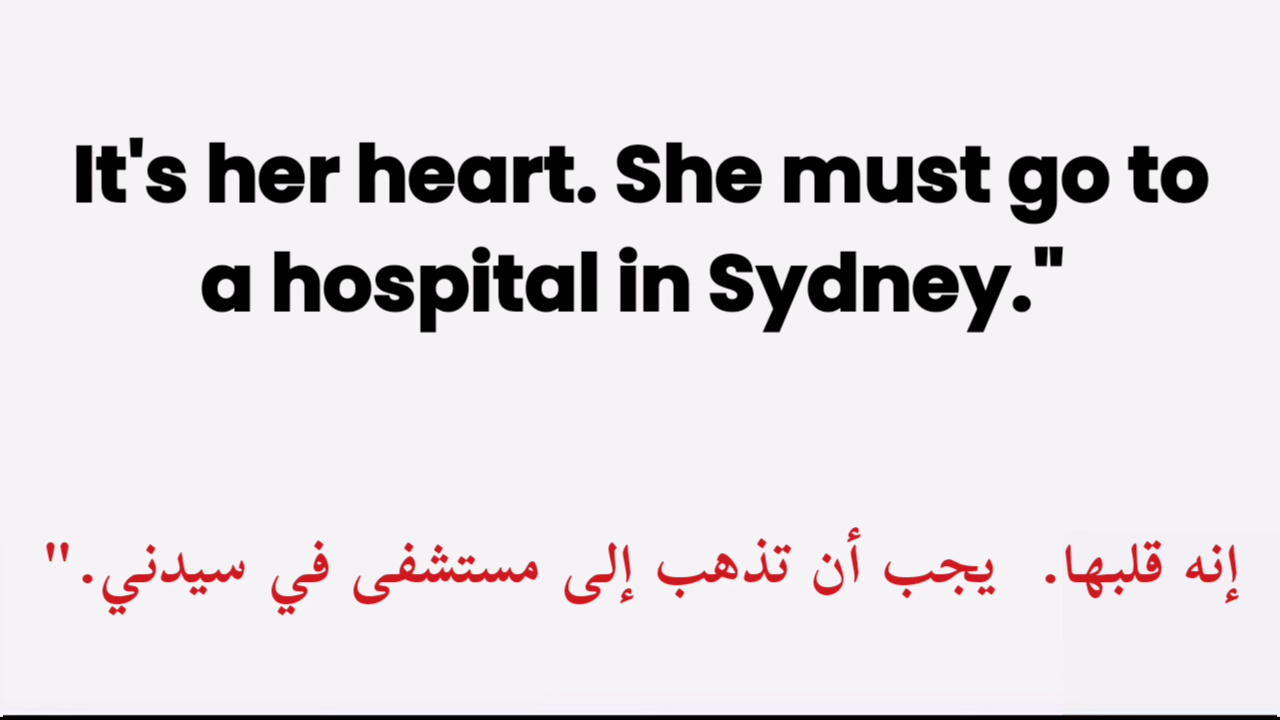 It's her heart. She must go to
a hospital in Sydney."
إنه قلبها. يجب أن تذهب إلى مستشفى في سيدني."